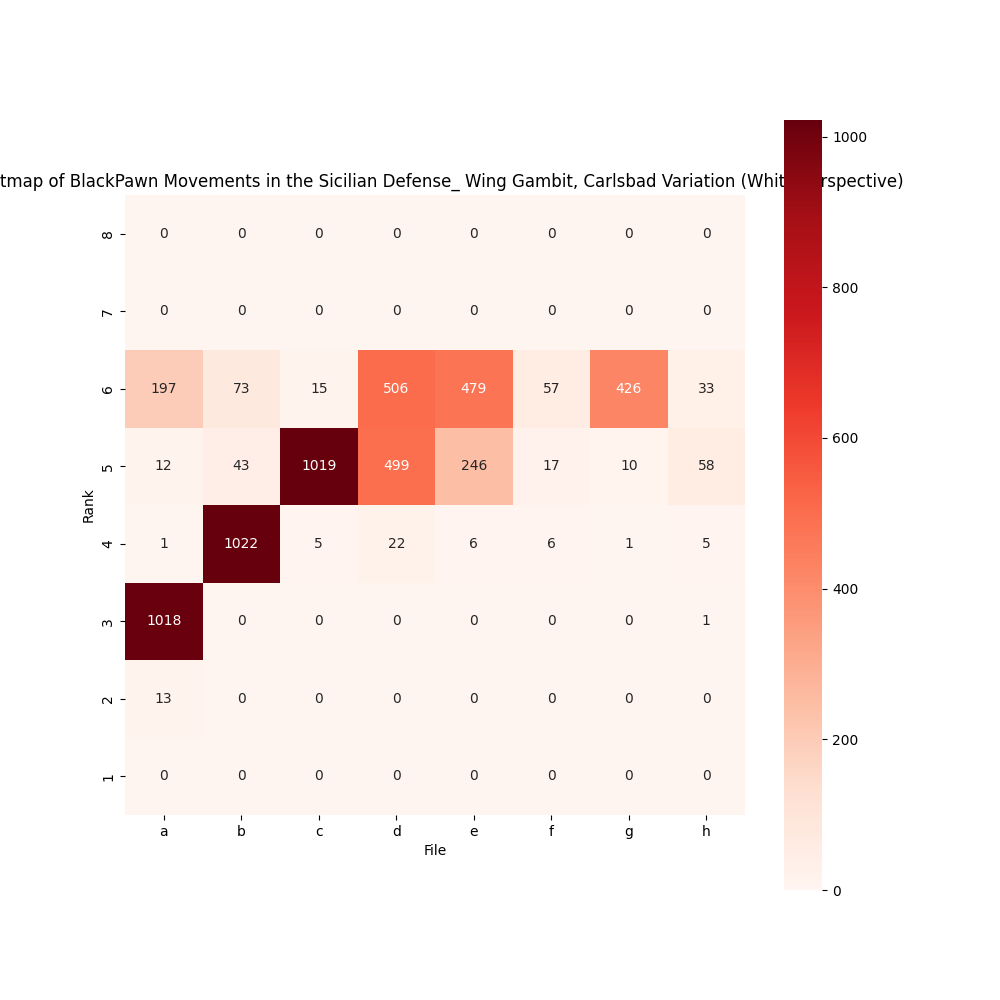 1000
tmap of BlackPawn Movements in the Sicilian Defense_ Wing Gambit, Carlsbad Variation (Whit rspective)
8 0 0 0 0 0 0 0 0
7 0 0 0 0 0 0 0 0
800
6 197 73 15 506 479 57 426 33
5 12 43 1019 499 246 17 10 58
600
Rank
4 1 1022 5 22 6 6 1 5
400
3 1018 0 0 0 0 0 0 1
2 13 0 0 0 0 0 0 0
200
1 0 0 0 0 0 0 0 0
a b c d e f g h
File
0